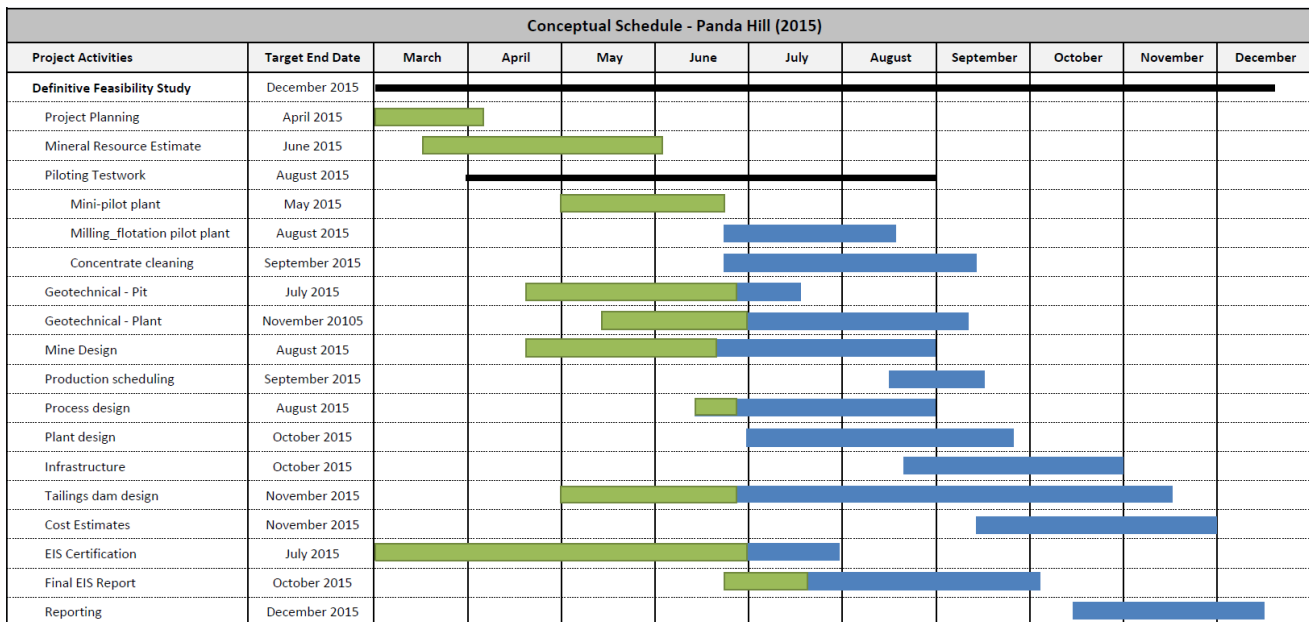 Conceptual Schedule - Panda Hill (2015)
Project Activities Target End Date March April May June July August September October November December
Definitive Feasibility Study December 2015
Project Planning April 2015
Mineral Resource Estimate June 2015
Piloting Testwork August 2015
Mini-pilot plant May 2015
Milling_flotation pilot plant August 2015
Concentrate cleaning September 2015
Geotechnical - Pit July 2015
Geotechnical - Plant November 20105
Mine Design August 2015
Production scheduling September 2015
Process design August 2015
Plant design October 2015
Infrastructure October 2015
Tailings dam design November 2015
Cost Estimates November 2015
EIS Certification July 2015
Final EIS Report October 2015
Reporting December 2015